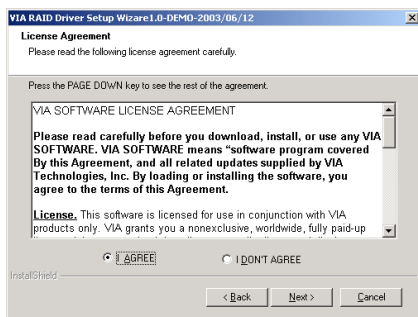 VIA RAID Driver Setup Wizare1.0-DEMO-2003/06/12
License Agreement
Please read the following license agreement carefully.
Press the PAGE DOWN key to see the rest of the agreement.
VIA SOFTWARE LICENSE AGREEMENT
Please read carefully before you download, install, or use any VIA
SOFTWARE. VIA SOFTWARE means "software program covered
By this Agreement, and all related updates supplied by VIA
Technologies, Inc. By loading or installing the software, you
agree to the terms of this Agreement.
License. This software is licensed for use in conjunction with VIA
products only. VIA grants you a nonexclusive, worldwide, fully paid-up
I AGREE
I DON'T AGREE
InstallShield
< Back
Next >
Cancel